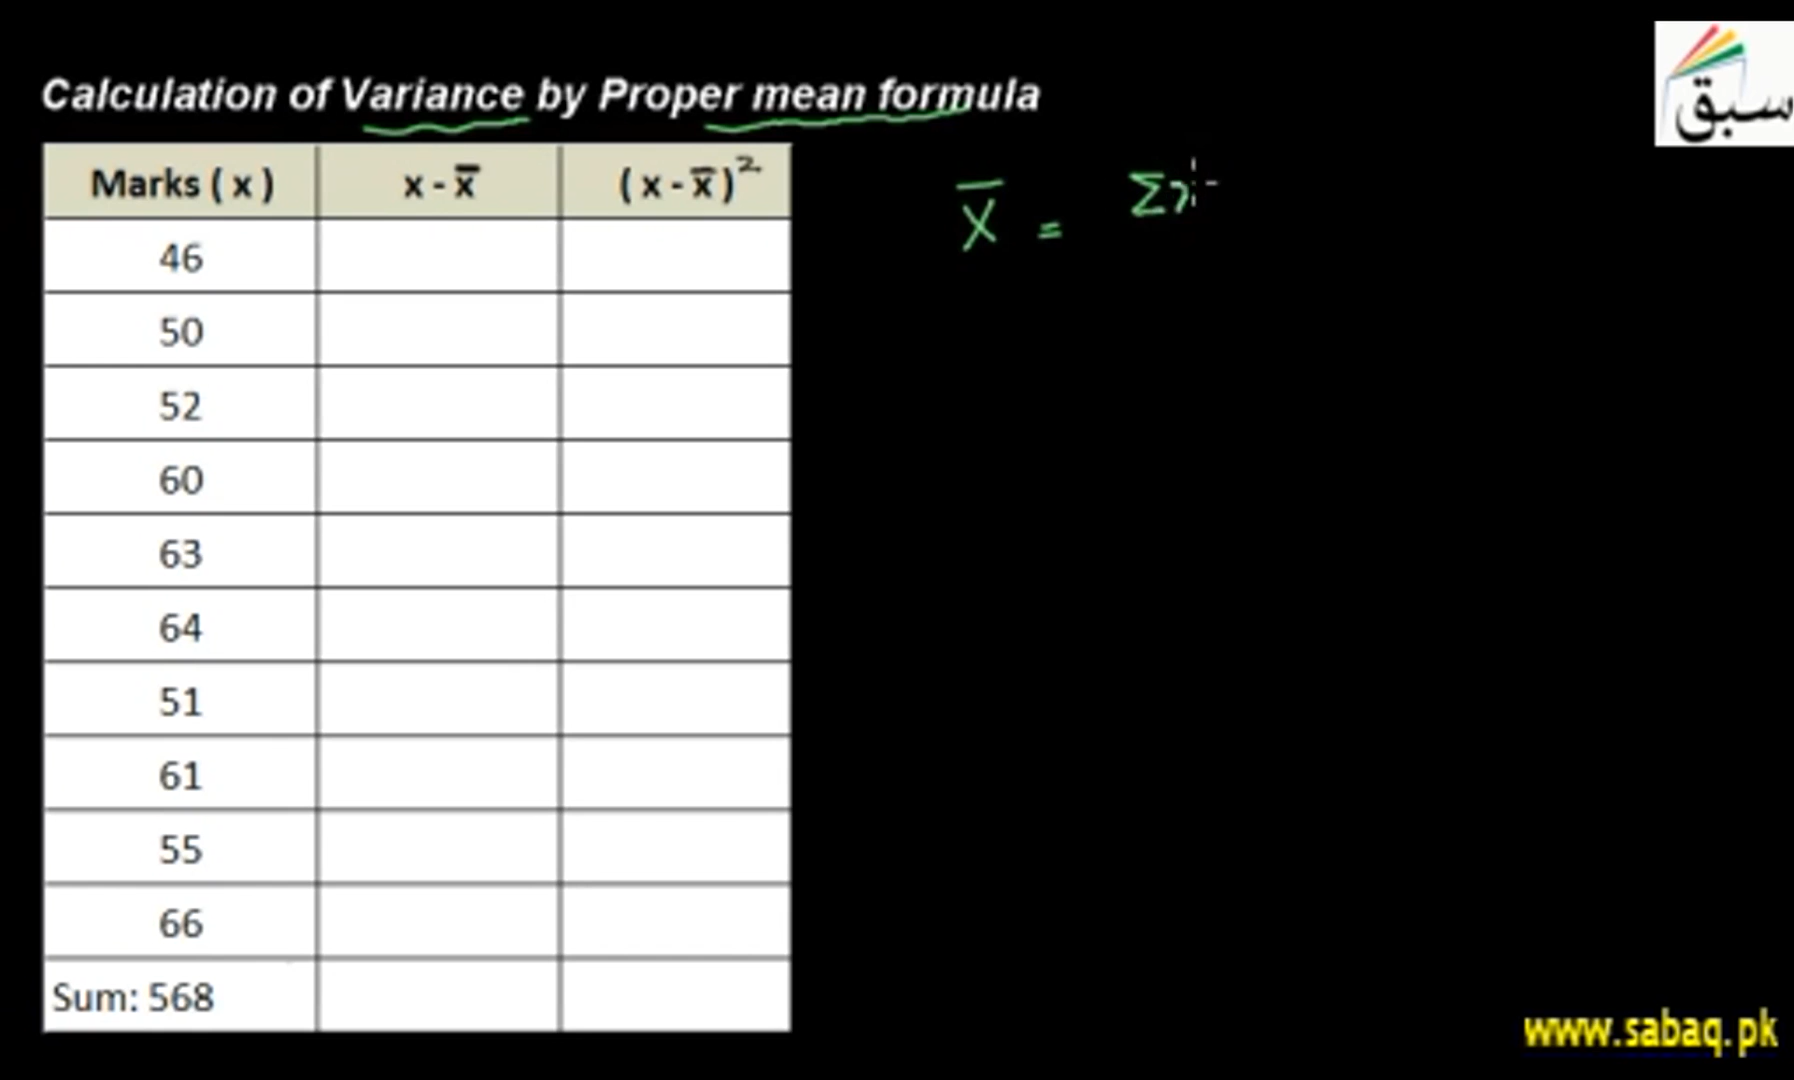 سبق
Calculation of Variance by Proper mean formula
Marks ( x ) x - x̄ ( x - x̄ )²
46
50
52
60
63
64
51
61
55
66
Sum: 568
X̄ = Σx
www.sabaq.pk